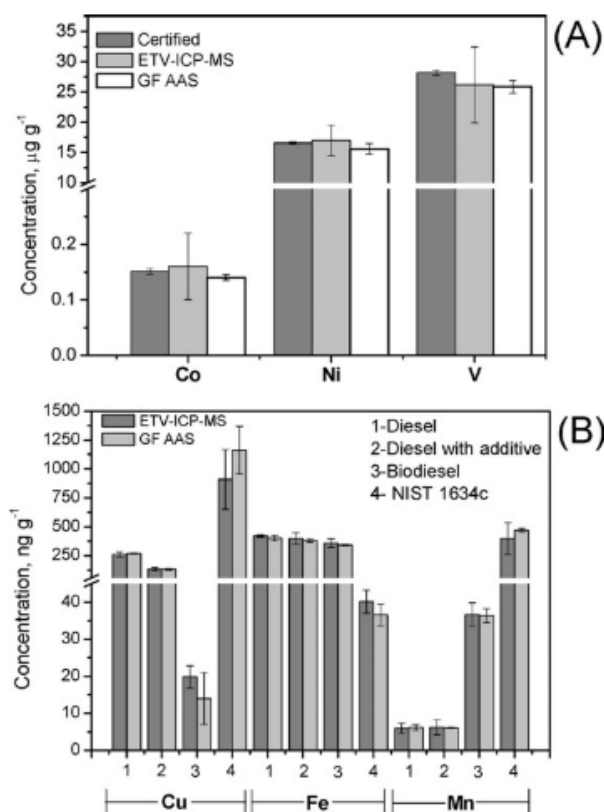 (A)
Certified
ETV-ICP-MS
GF AAS
Concentration, µg g⁻¹
35
30
25
20
15
10
0.2
0.1
0.0
Co Ni V
(B)
ETV-ICP-MS
GF AAS
1-Diesel
2-Diesel with additive
3-Biodiesel
4- NIST 1634c
Concentration, ng g⁻¹
1500
1250
1000
750
500
250
40
30
20
10
0
1 2 3 4 1 2 3 4 1 2 3 4
Cu Fe Mn